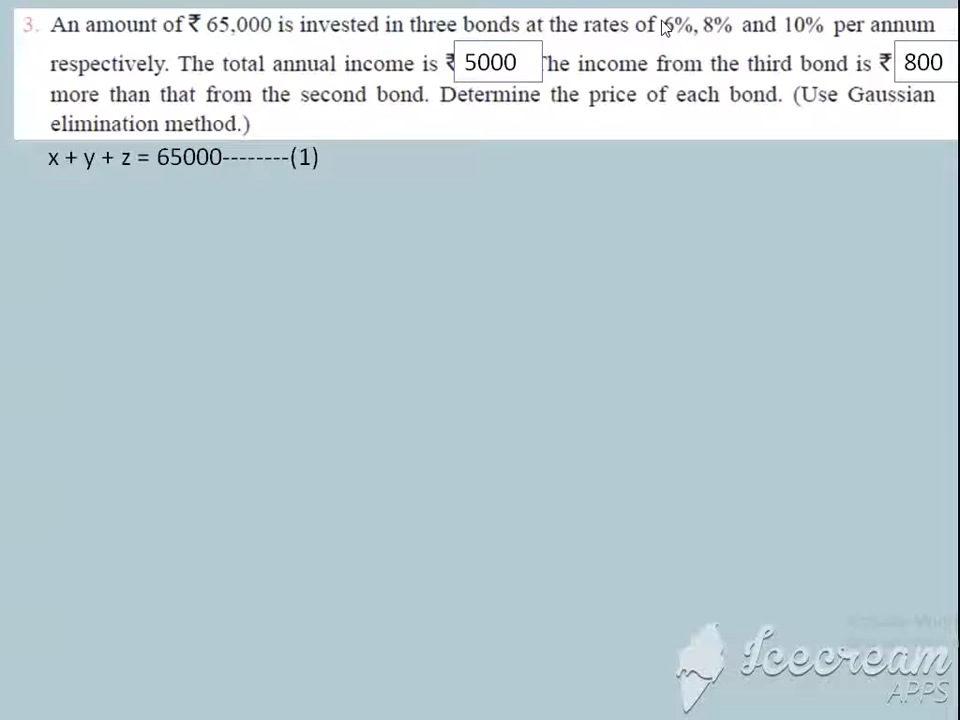 3. An amount of ₹ 65,000 is invested in three bonds at the rates of 6%, 8% and 10% per annum
respectively. The total annual income is ₹ 5000 The income from the third bond is ₹ 800
more than that from the second bond. Determine the price of each bond. (Use Gaussian
elimination method.)
x + y + z = 65000--------(1)
Icecream
APPS